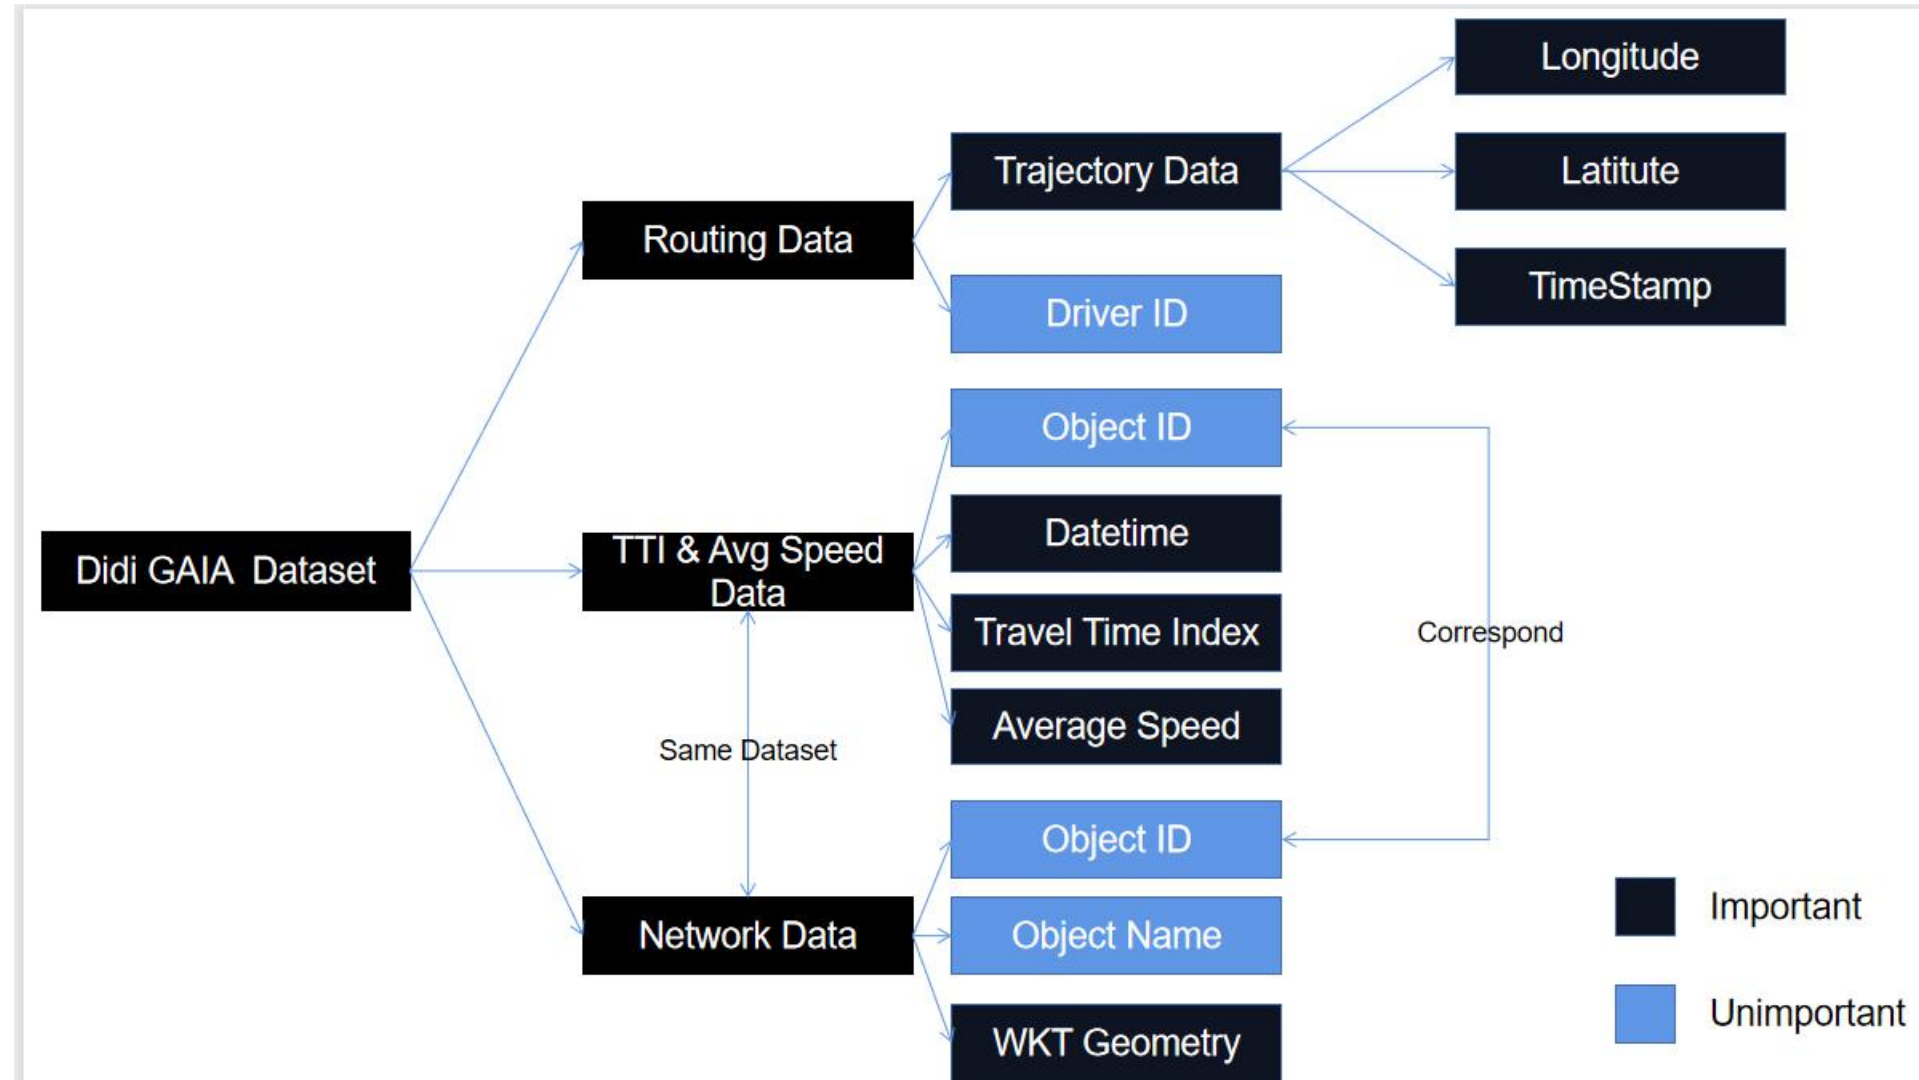 Didi GAIA  Dataset
Routing Data
TTI & Avg Speed
Data
Same Dataset
Network Data
Trajectory Data
Driver ID
Object ID
Datetime
Travel Time Index
Average Speed
Object ID
Object Name
WKT Geometry
Longitude
Latitute
TimeStamp
Correspond
Important
Unimportant